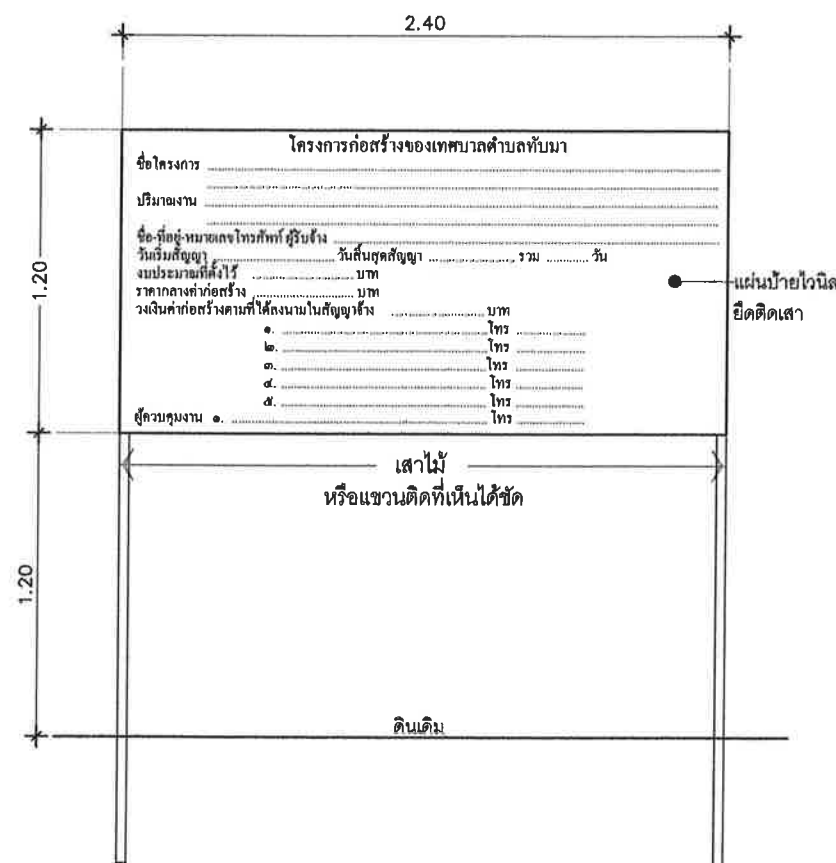 2.40
โครงการก่อสร้างของเทศบาลตำบลทับมา
ชื่อโครงการ
ปริมาณงาน
ชื่อ-ที่อยู่-หมายเลขโทรศัพท์ ผู้รับจ้าง
วันเริ่มสัญญา วันสิ้นสุดสัญญา รวม วัน
งบประมาณที่ตั้งไว้ บาท
ราคากลางค่าก่อสร้าง บาท
วงเงินค่าก่อสร้างตามที่ได้ลงนามในสัญญาจ้าง บาท
๑. โทร
๒. โทร
๓. โทร
๔. โทร
๕. โทร
ผู้ควบคุมงาน ๑. โทร
1.20
แผ่นป้ายไวนิล
ยึดติดเสา
เสาไม้
หรือแขวนติดที่เห็นได้ชัด
1.20
ดินเดิม